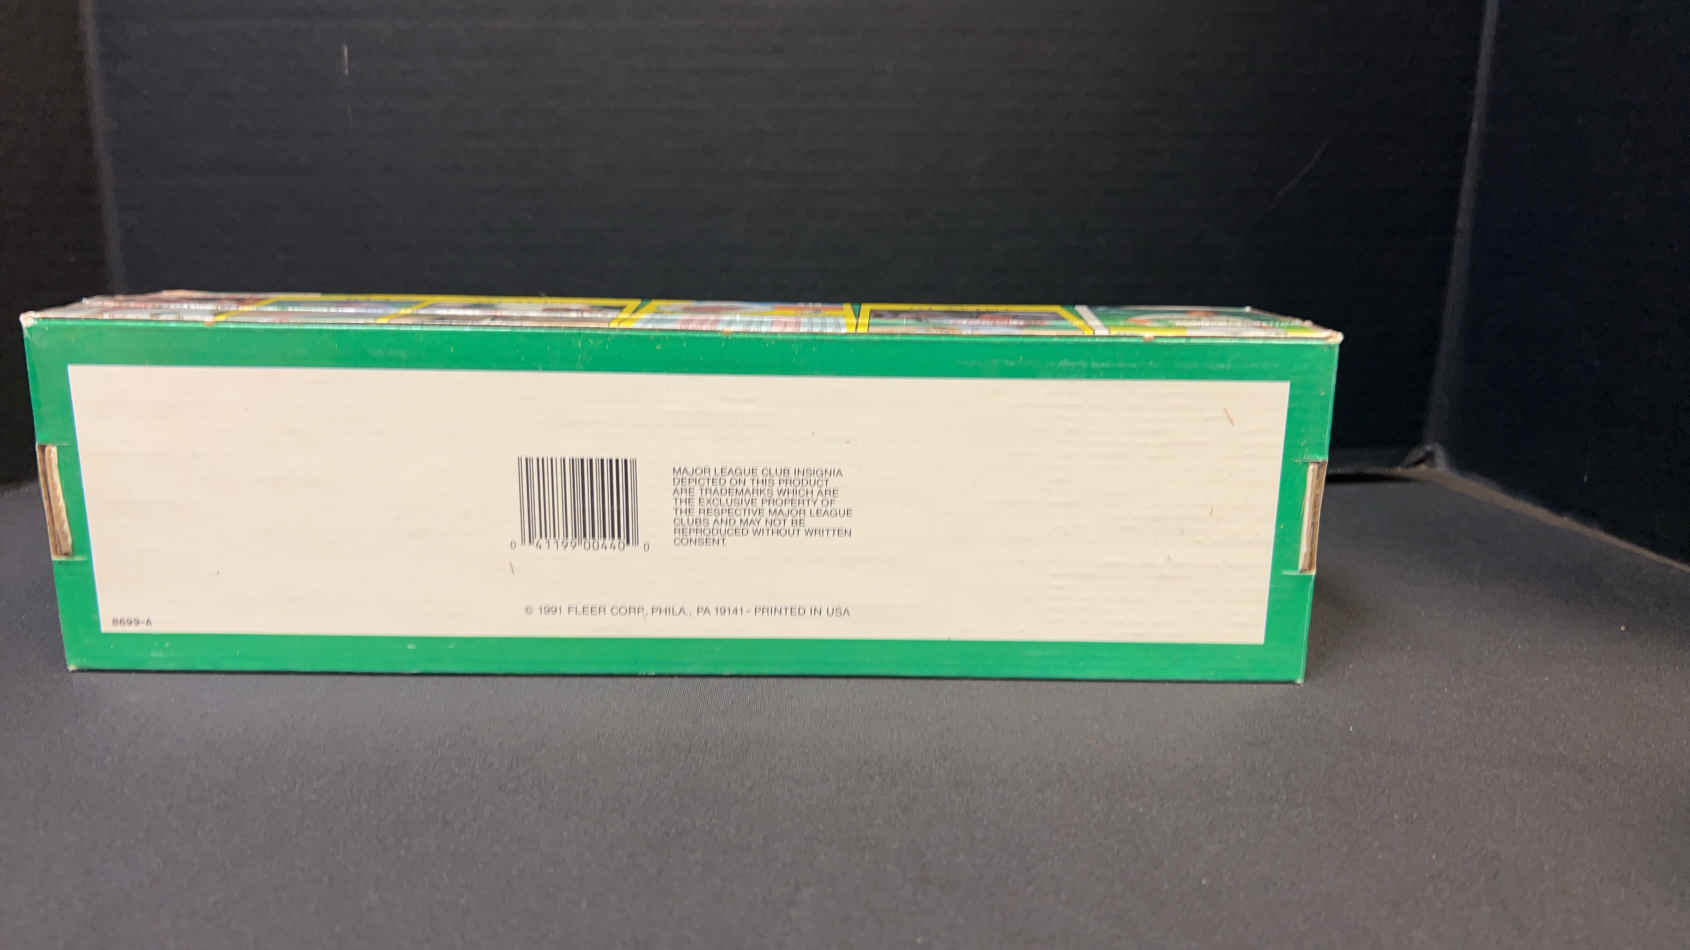 MAJOR LEAGUE CLUB INSIGNIA
DEPICTED ON THIS PRODUCT
ARE TRADEMARKS WHICH ARE
THE EXCLUSIVE PROPERTY OF
THE RESPECTIVE MAJOR LEAGUE
CLUBS AND MAY NOT BE
REPRODUCED WITHOUT WRITTEN
CONSENT.
0 41199 00440 0
© 1991 FLEER CORP., PHILA., PA 19141 - PRINTED IN USA
8699-A